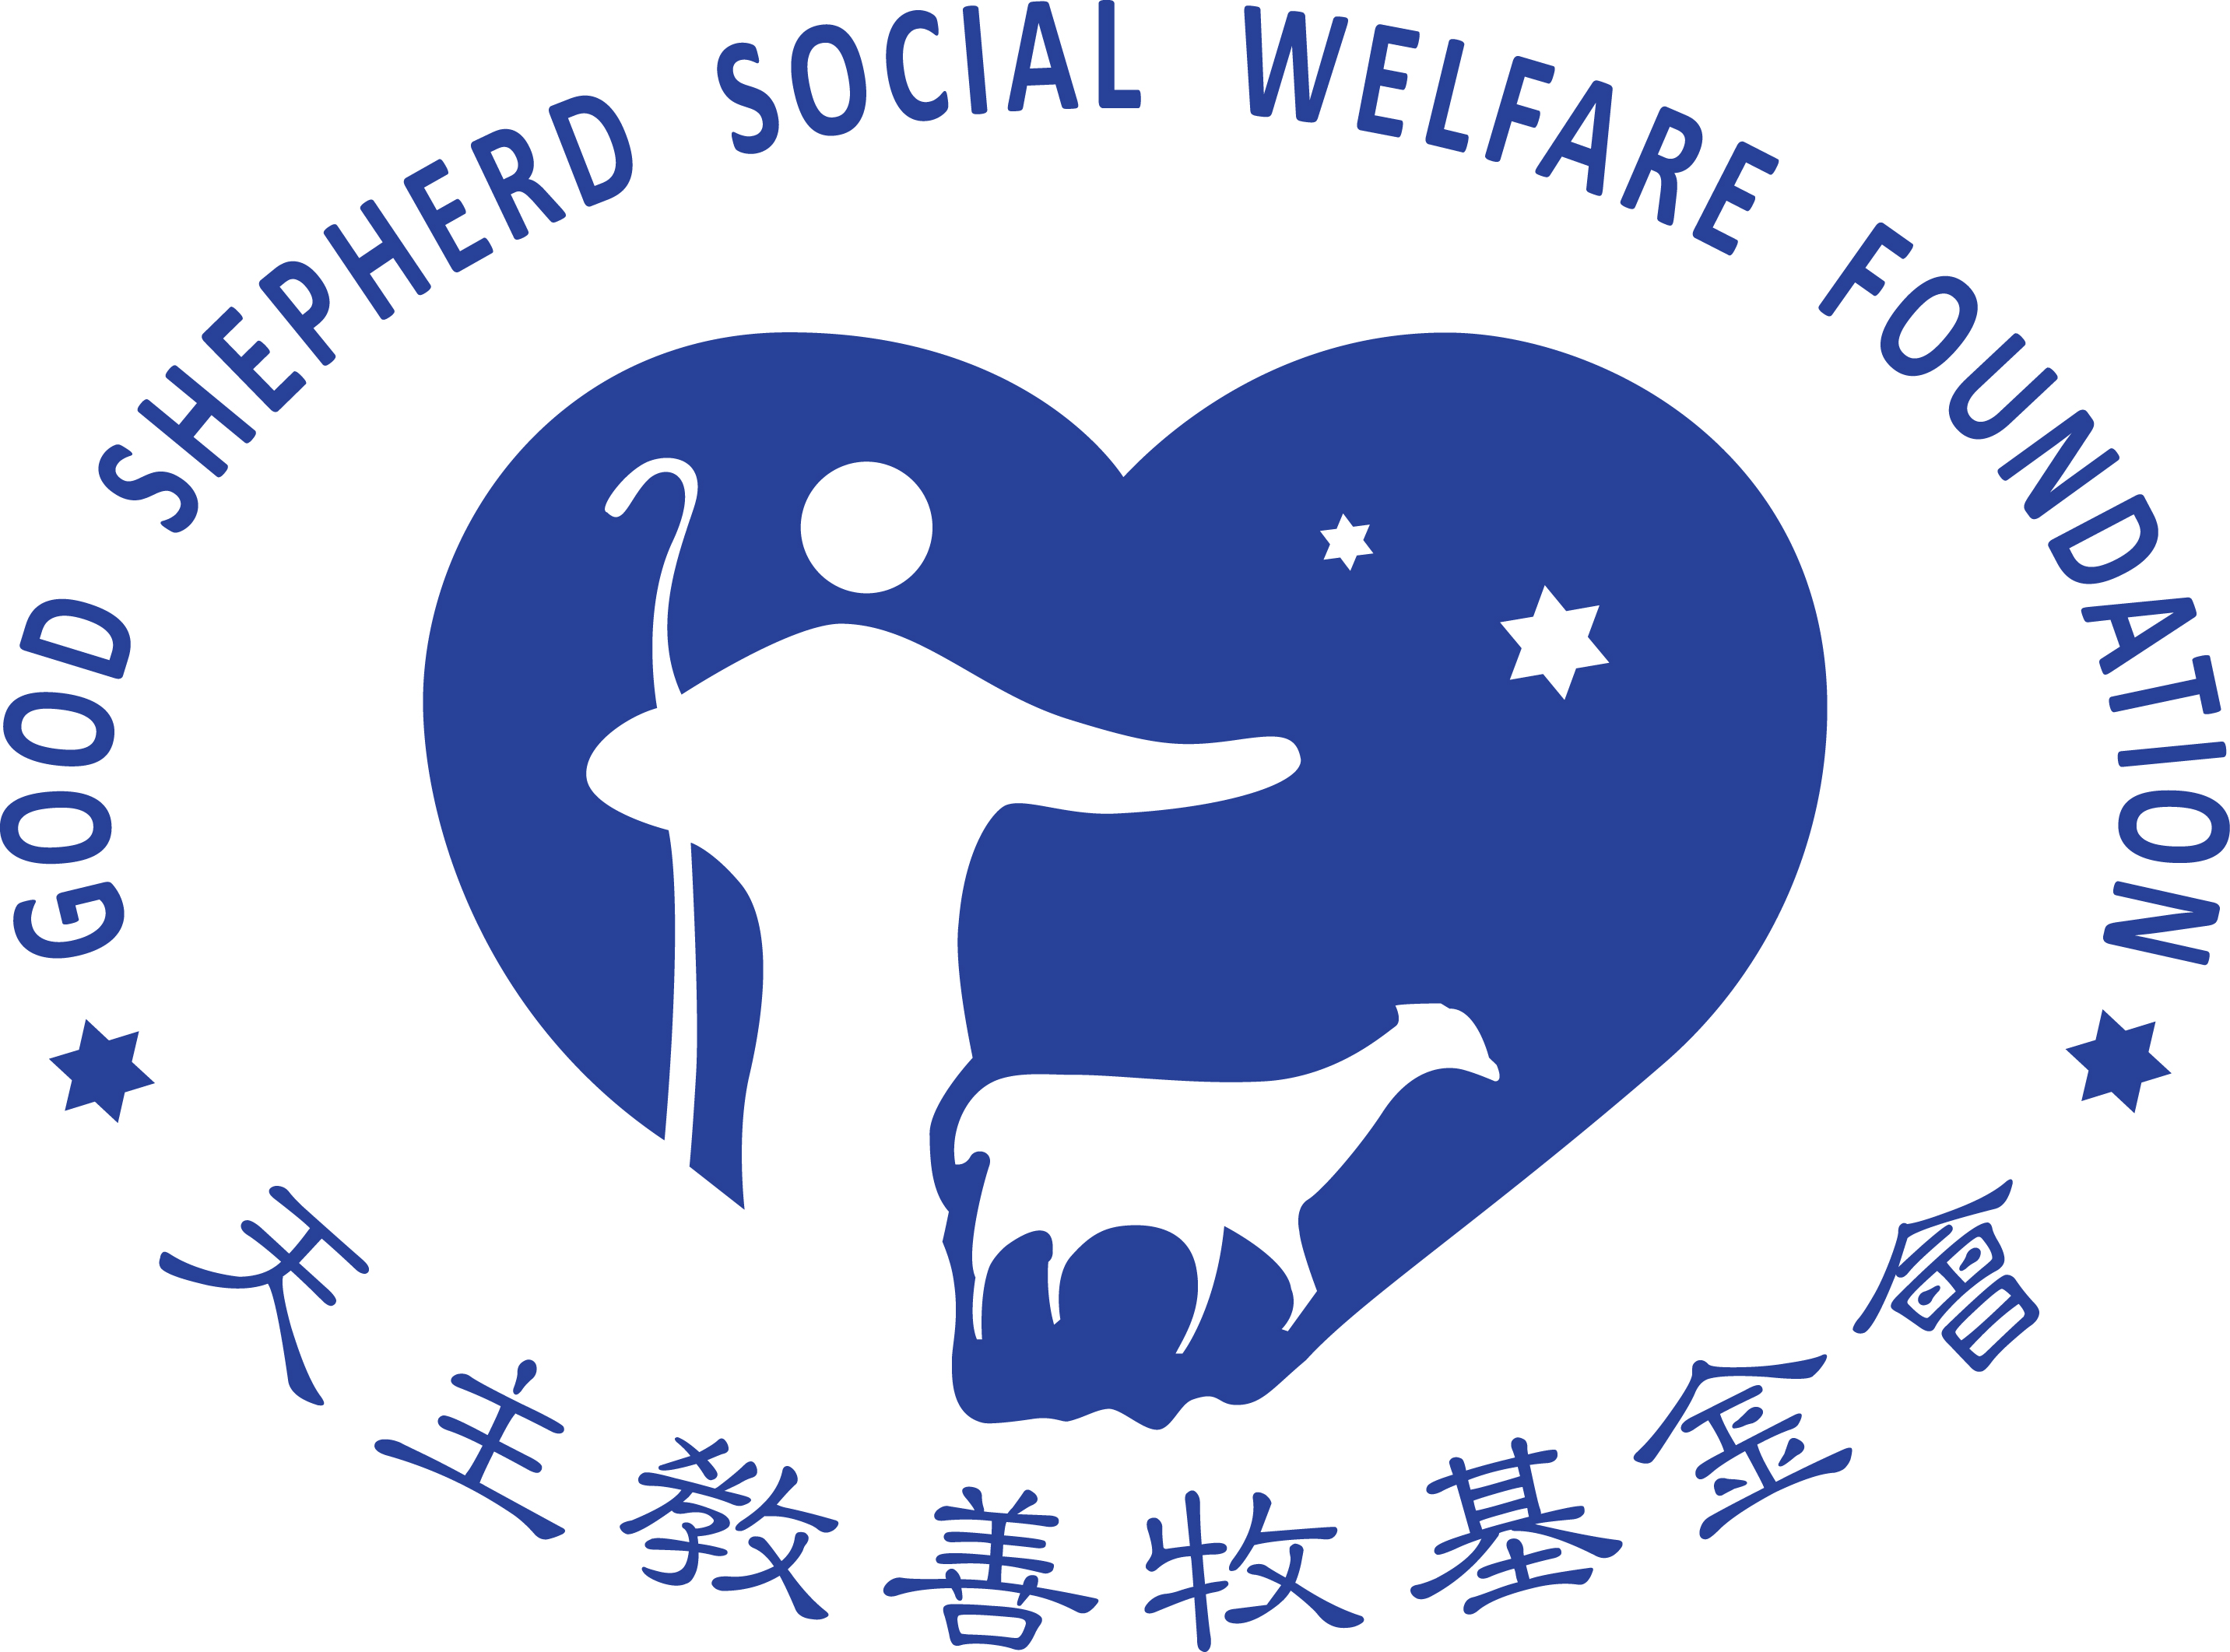 GOOD SHEPHERD SOCIAL WELFARE FOUNDATION
天主教善牧基金會